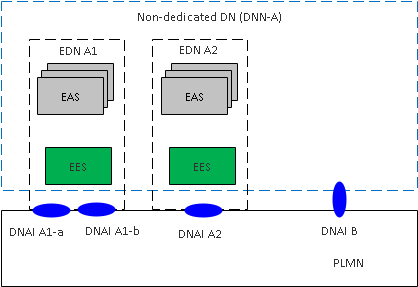 Non-dedicated DN (DNN-A)
EDN A1
EDN A2
EAS
EAS
EES
EES
DNAI A1-a
DNAI A1-b
DNAI A2
DNAI B
PLMN